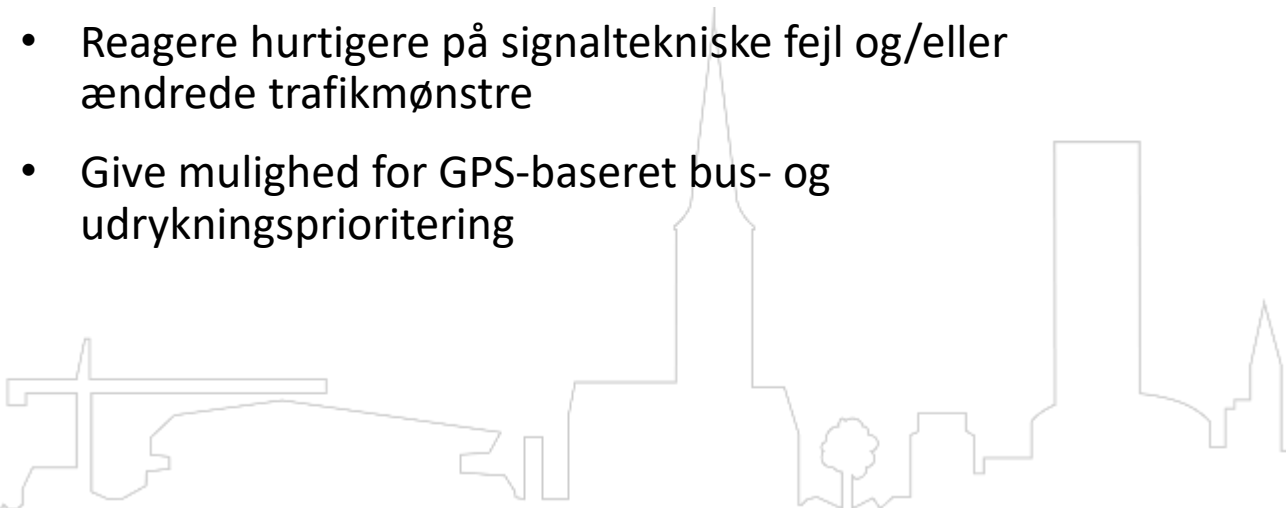 • Reagere hurtigere på signaltekniske fejl og/eller
ændrede trafikmønstre
• Give mulighed for GPS-baseret bus- og
udrykningsprioritering